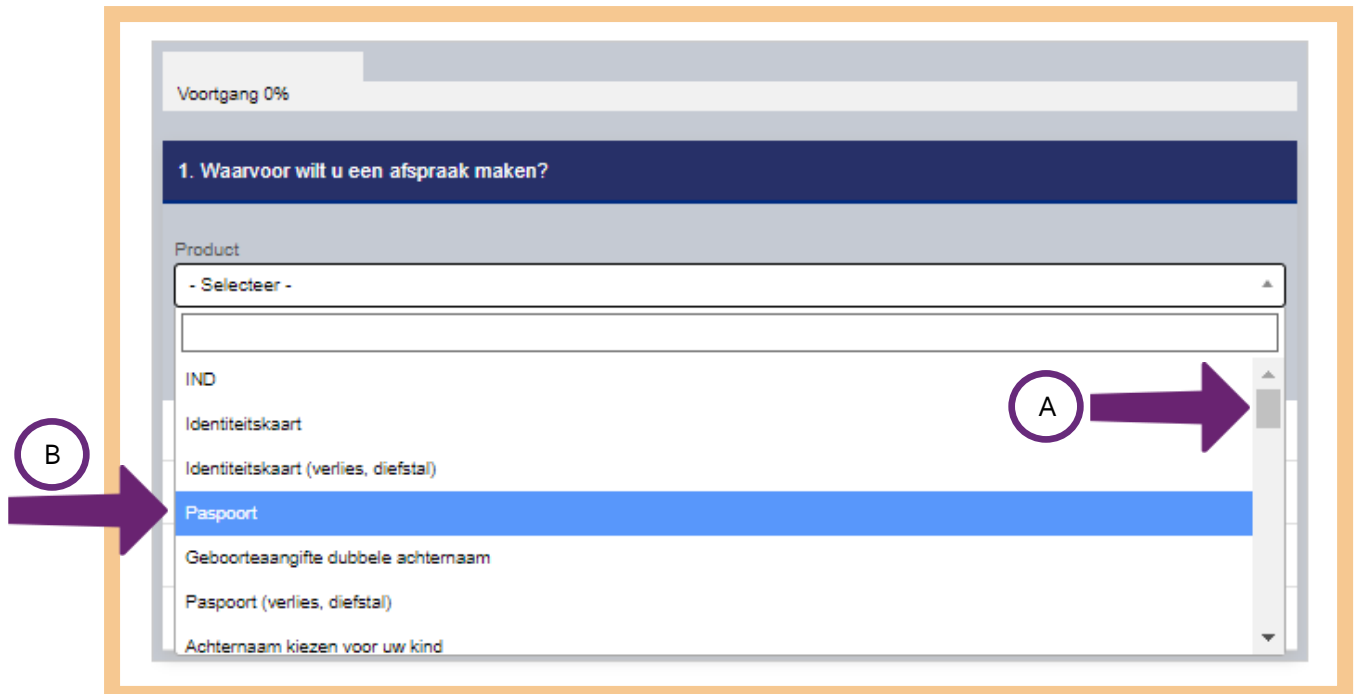 Voortgang 0%
1. Waarvoor wilt u een afspraak maken?
Product
- Selecteer -
IND
A
Identiteitskaart
B
Identiteitskaart (verlies, diefstal)
Paspoort
Geboorteaangifte dubbele achternaam
Paspoort (verlies, diefstal)
Achternaam kiezen voor uw kind